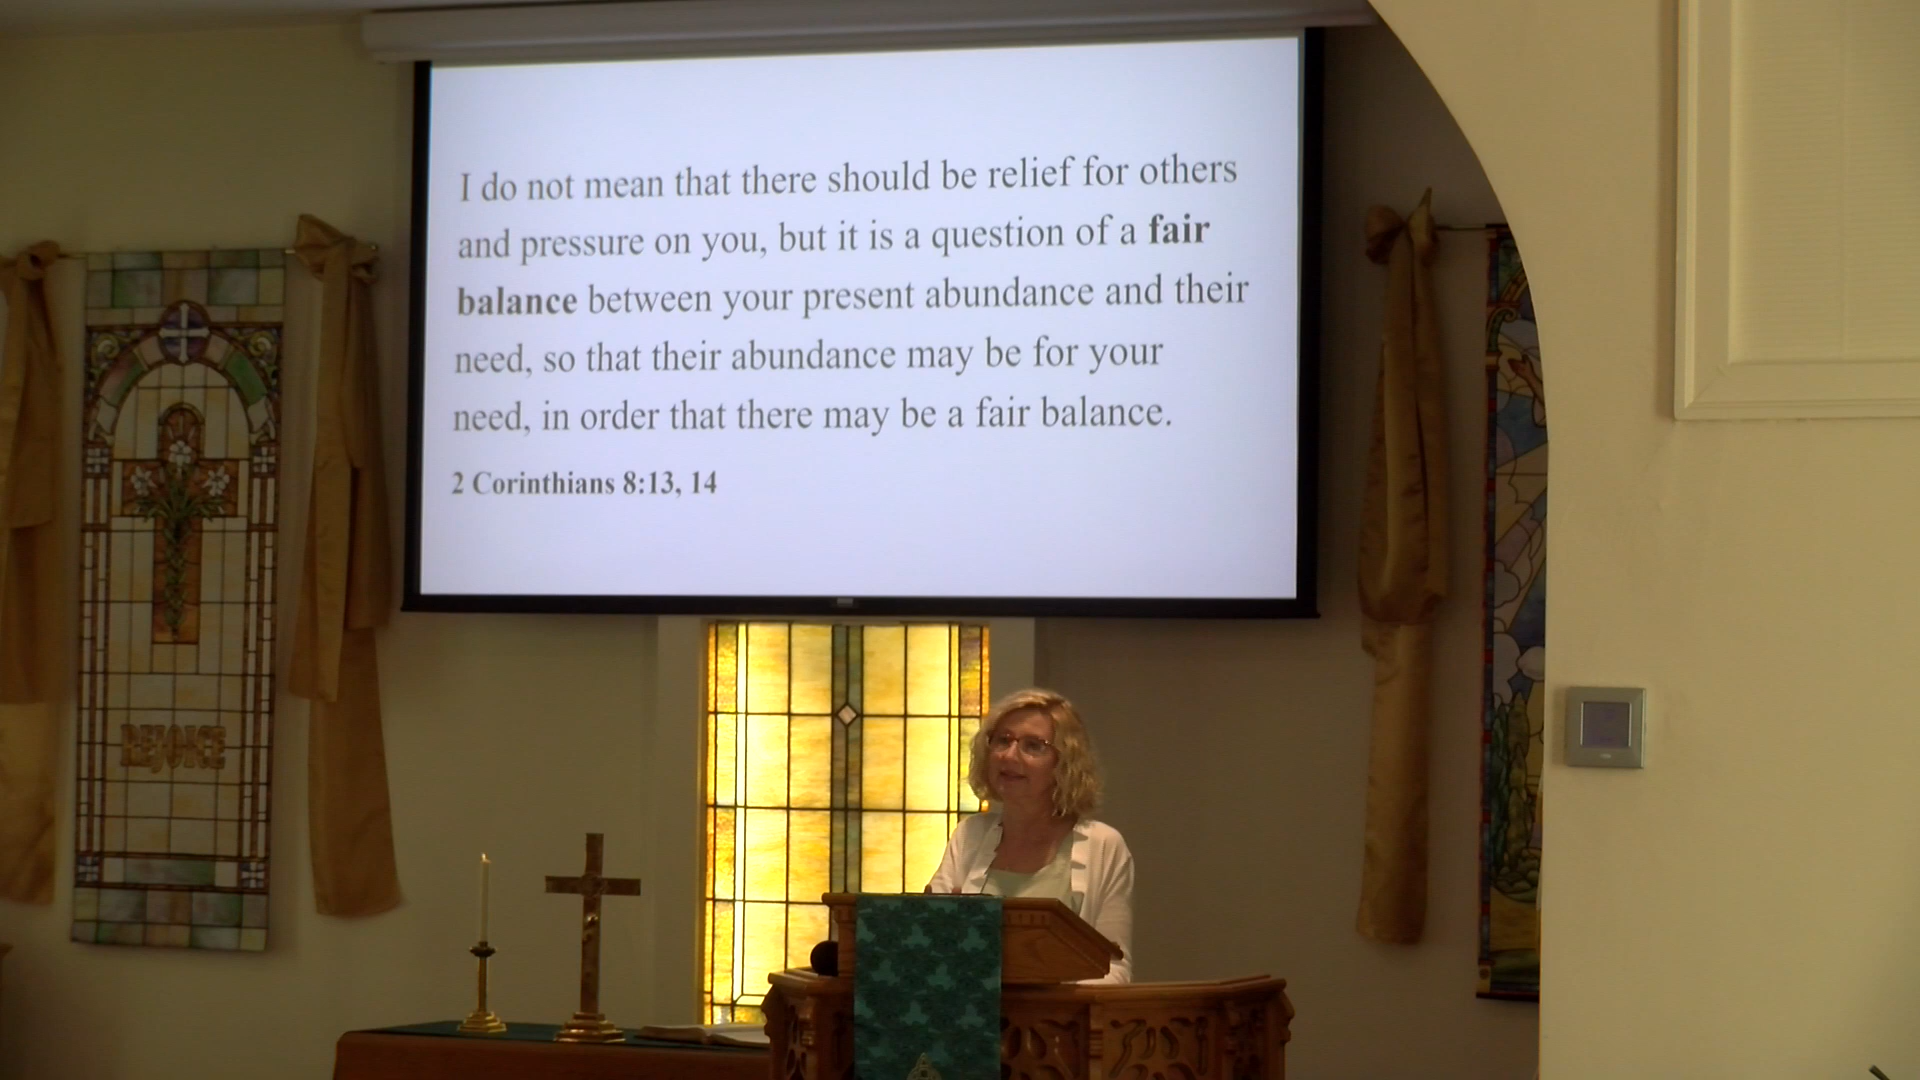 I do not mean that there should be relief for others
and pressure on you, but it is a question of a fair
balance between your present abundance and their
need, so that their abundance may be for your
need, in order that there may be a fair balance.
2 Corinthians 8:13, 14
REJOICE